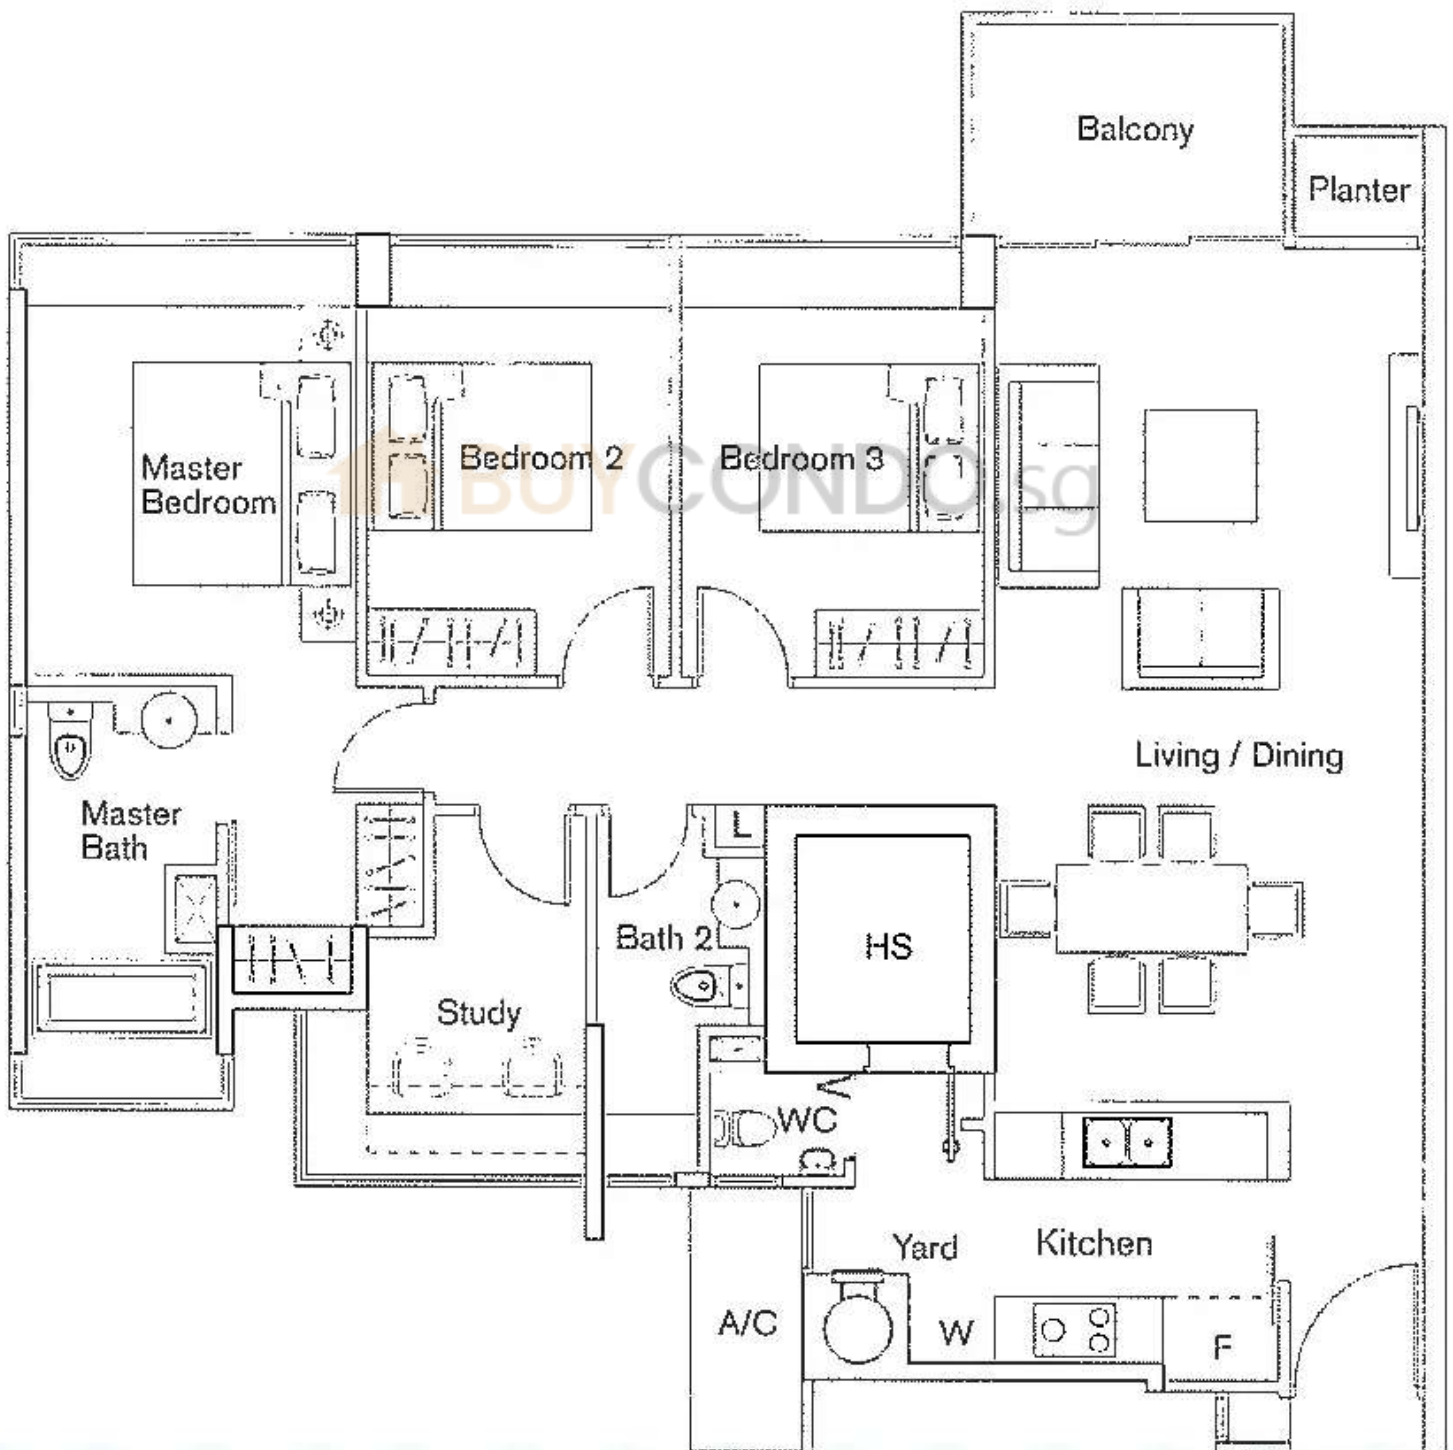 Balcony
Planter
Master
Bedroom
Bedroom 2
Bedroom 3
BUYCONDO.sg
Living / Dining
Master
Bath
L
Bath 2
HS
Study
WC
Yard
Kitchen
A/C
W
F